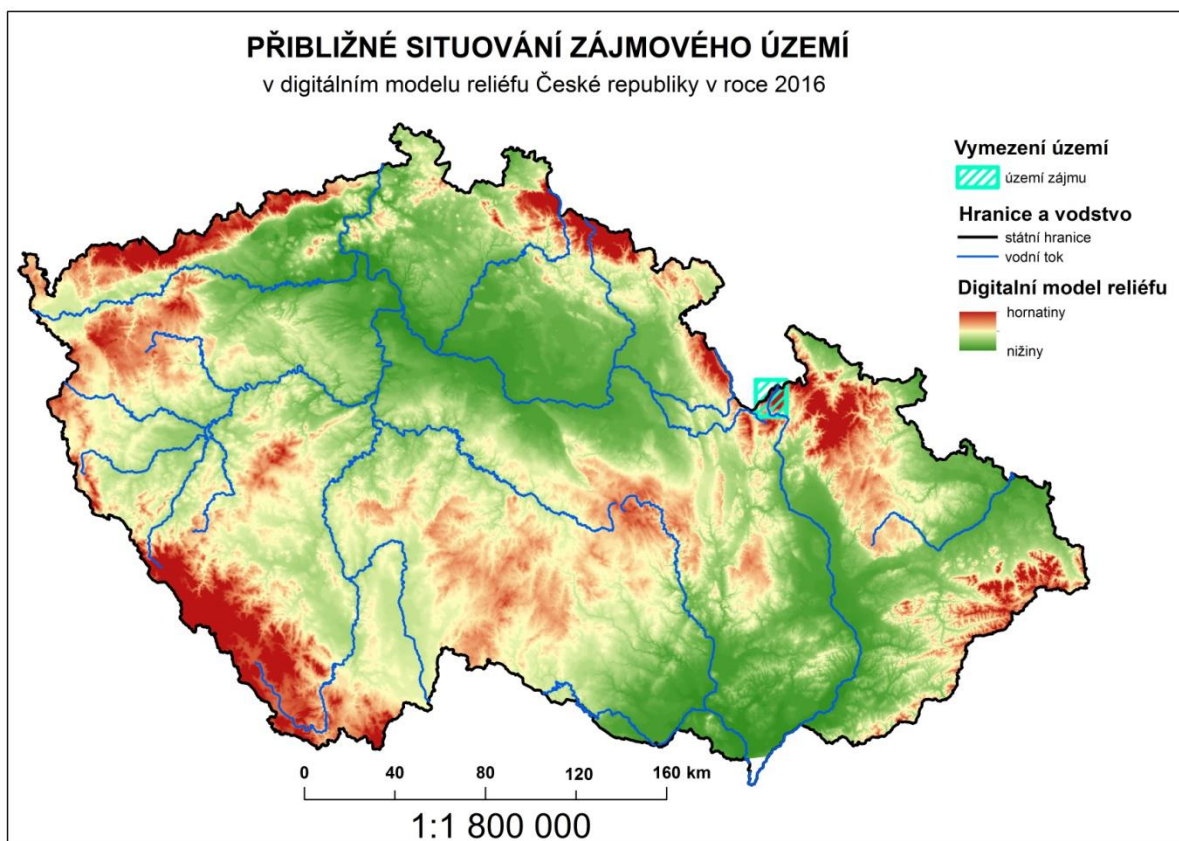 PŘIBLIŽNÉ SITUOVÁNÍ ZÁJMOVÉHO ÚZEMÍ
v digitálním modelu reliéfu České republiky v roce 2016
Vymezení území
území zájmu
Hranice a vodstvo
státní hranice
vodní tok
Digitalní model reliéfu
hornatiny
nižiny
0 40 80 120 160 km
1:1 800 000